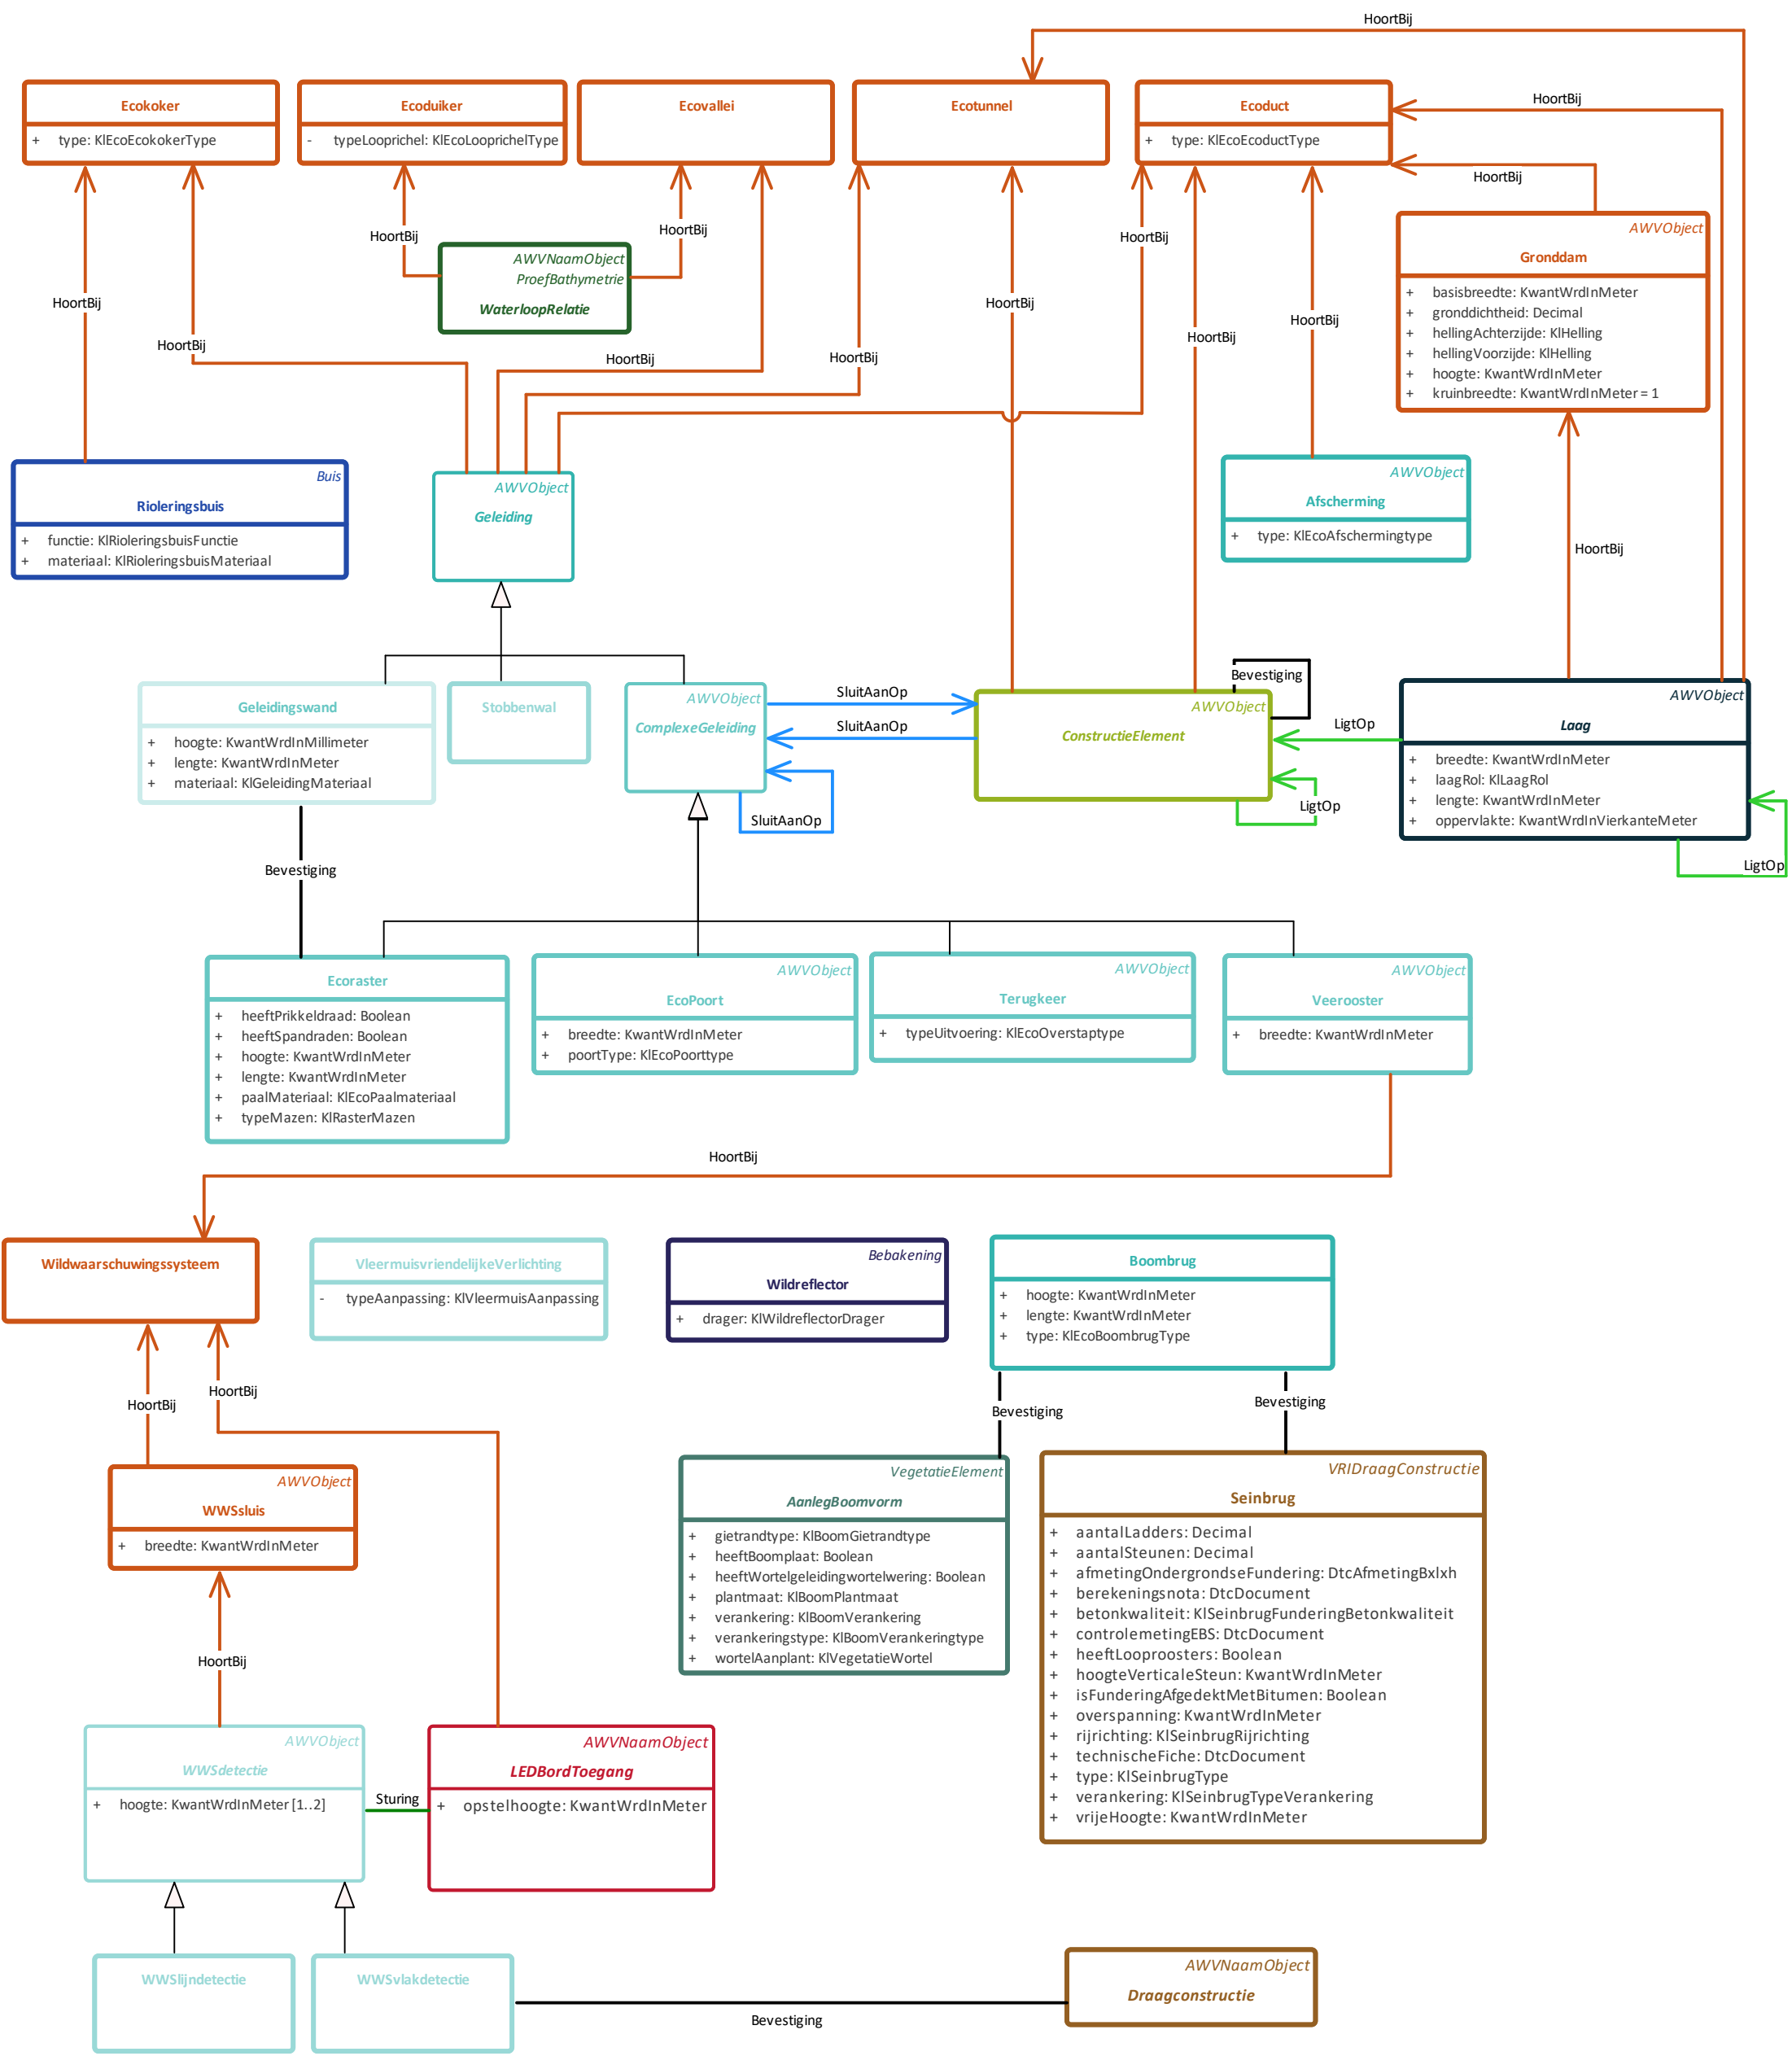 HoortBij
Ecokoker
+ type: KlEcoEcokokerType
Ecoduiker
- typeLooprichel: KlEcoLooprichelType
Ecovallei
Ecotunnel
Ecoduct
+ type: KlEcoEcoductType
HoortBij
HoortBij
AWVObject
Gronddam
+ basisbreedte: KwantWrdInMeter
+ gronddichtheid: Decimal
+ hellingAchterzijde: KlHelling
+ hellingVoorzijde: KlHelling
+ hoogte: KwantWrdInMeter
+ kruinbreedte: KwantWrdInMeter = 1
HoortBij
HoortBij
HoortBij
AWVNaamObject
ProefBathymetrie
WaterloopRelatie
HoortBij
HoortBij
HoortBij
HoortBij
HoortBij
HoortBij
HoortBij
HoortBij
Buis
Rioleringsbuis
+ functie: KlRioleringsbuisFunctie
+ materiaal: KlRioleringsbuisMateriaal
AWVObject
Geleiding
AWVObject
Afscherming
+ type: KlEcoAfschermingtype
HoortBij
Geleidingswand
+ hoogte: KwantWrdInMillimeter
+ lengte: KwantWrdInMeter
+ materiaal: KlGeleidingMateriaal
Stobbenwal
AWVObject
ComplexeGeleiding
SluitAanOp
SluitAanOp
SluitAanOp
AWVObject
ConstructieElement
Bevestiging
LigtOp
LigtOp
AWVObject
Laag
+ breedte: KwantWrdInMeter
+ laagRol: KlLaagRol
+ lengte: KwantWrdInMeter
+ oppervlakte: KwantWrdInVierkanteMeter
LigtOp
Bevestiging
Ecoraster
+ heeftPrikkeldraad: Boolean
+ heeftSpandraden: Boolean
+ hoogte: KwantWrdInMeter
+ lengte: KwantWrdInMeter
+ paalMateriaal: KlEcoPaalmateriaal
+ typeMazen: KlRasterMazen
AWVObject
EcoPoort
+ breedte: KwantWrdInMeter
+ poortType: KlEcoPoorttype
AWVObject
Terugkeer
+ typeUitvoering: KlEcoOverstaptype
AWVObject
Veerooster
+ breedte: KwantWrdInMeter
HoortBij
Wildwaarschuwingssysteem
VleermuisvriendelijkeVerlichting
- typeAanpassing: KlVleermuisAanpassing
Bebakening
Wildreflector
+ drager: KlWildreflectorDrager
Boombrug
+ hoogte: KwantWrdInMeter
+ lengte: KwantWrdInMeter
+ type: KlEcoBoombrugType
HoortBij
HoortBij
Bevestiging
Bevestiging
AWVObject
WWSsluis
+ breedte: KwantWrdInMeter
VegetatieElement
AanlegBoomvorm
+ gietrandtype: KlBoomGietrandtype
+ heeftBoomplaat: Boolean
+ heeftWortelgeleidingwortelwering: Boolean
+ plantmaat: KlBoomPlantmaat
+ verankering: KlBoomVerankering
+ verankeringstype: KlBoomVerankeringtype
+ wortelAanplant: KlVegetatieWortel
VRIDraagConstructie
Seinbrug
+ aantalLadders: Decimal
+ aantalSteunen: Decimal
+ afmetingOndergrondseFundering: DtcAfmetingBxlxh
+ berekeningsnota: DtcDocument
+ betonkwaliteit: KlSeinbrugFunderingBetonkwaliteit
+ controlemetingEBS: DtcDocument
+ heeftLooproosters: Boolean
+ hoogteVerticaleSteun: KwantWrdInMeter
+ isFunderingAfgedektMetBitumen: Boolean
+ overspanning: KwantWrdInMeter
+ rijrichting: KlSeinbrugRijrichting
+ technischeFiche: DtcDocument
+ type: KlSeinbrugType
+ verankering: KlSeinbrugTypeVerankering
+ vrijeHoogte: KwantWrdInMeter
HoortBij
AWVObject
WWSdetectie
+ hoogte: KwantWrdInMeter [1..2]
Sturing
AWVNaamObject
LEDBordToegang
+ opstelhoogte: KwantWrdInMeter
WWSlijndetectie
WWSvlakdetectie
Bevestiging
AWVNaamObject
Draagconstructie